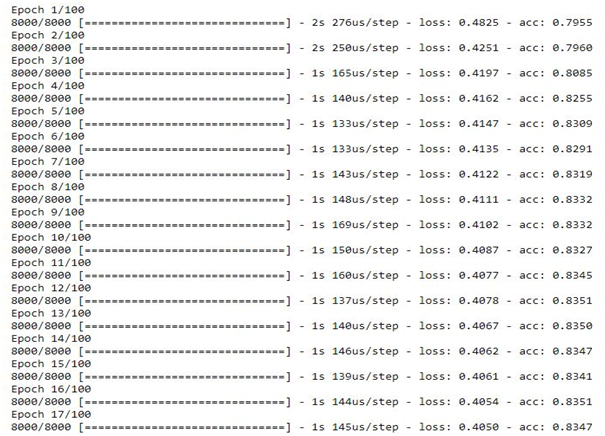 Epoch 1/100
8000/8000 [==============================] - 2s 276us/step - loss: 0.4825 - acc: 0.7955
Epoch 2/100
8000/8000 [==============================] - 2s 250us/step - loss: 0.4251 - acc: 0.7960
Epoch 3/100
8000/8000 [==============================] - 1s 165us/step - loss: 0.4197 - acc: 0.8085
Epoch 4/100
8000/8000 [==============================] - 1s 140us/step - loss: 0.4162 - acc: 0.8255
Epoch 5/100
8000/8000 [==============================] - 1s 133us/step - loss: 0.4147 - acc: 0.8309
Epoch 6/100
8000/8000 [==============================] - 1s 133us/step - loss: 0.4135 - acc: 0.8291
Epoch 7/100
8000/8000 [==============================] - 1s 143us/step - loss: 0.4122 - acc: 0.8319
Epoch 8/100
8000/8000 [==============================] - 1s 148us/step - loss: 0.4111 - acc: 0.8332
Epoch 9/100
8000/8000 [==============================] - 1s 169us/step - loss: 0.4102 - acc: 0.8332
Epoch 10/100
8000/8000 [==============================] - 1s 150us/step - loss: 0.4087 - acc: 0.8327
Epoch 11/100
8000/8000 [==============================] - 1s 160us/step - loss: 0.4077 - acc: 0.8345
Epoch 12/100
8000/8000 [==============================] - 1s 137us/step - loss: 0.4078 - acc: 0.8351
Epoch 13/100
8000/8000 [==============================] - 1s 140us/step - loss: 0.4067 - acc: 0.8350
Epoch 14/100
8000/8000 [==============================] - 1s 146us/step - loss: 0.4062 - acc: 0.8347
Epoch 15/100
8000/8000 [==============================] - 1s 139us/step - loss: 0.4061 - acc: 0.8341
Epoch 16/100
8000/8000 [==============================] - 1s 144us/step - loss: 0.4054 - acc: 0.8351
Epoch 17/100
8000/8000 [==============================] - 1s 145us/step - loss: 0.4050 - acc: 0.8347